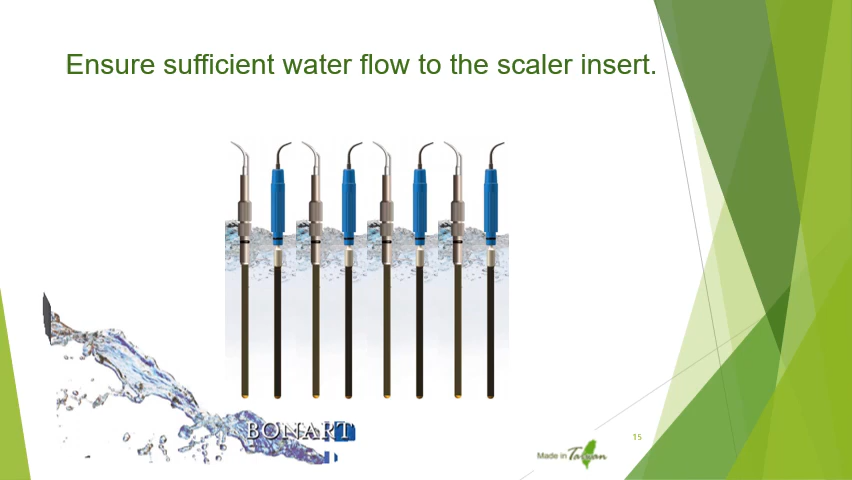 Ensure sufficient water flow to the scaler insert.
BONART
15
Made in Taiwan